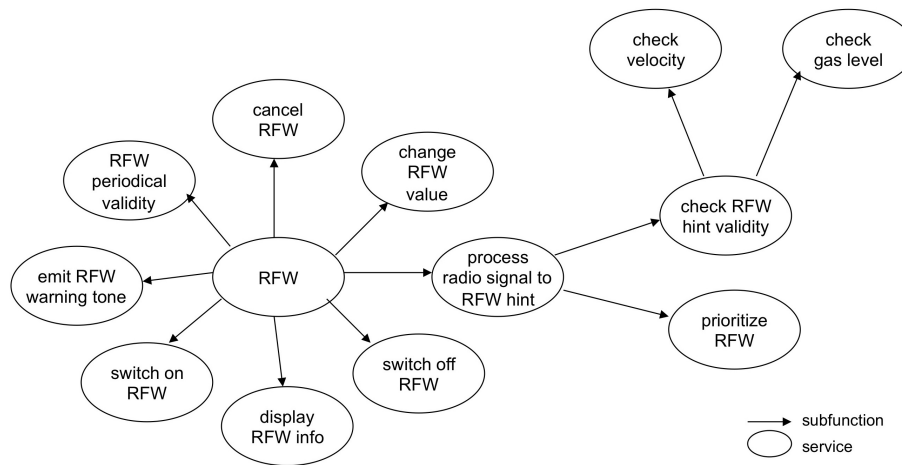 check
velocity
check
gas level
cancel
RFW
RFW
periodical
validity
change
RFW
value
check RFW
hint validity
emit RFW
warning tone
RFW
process
radio signal to
RFW hint
prioritize
RFW
switch on
RFW
switch off
RFW
display
RFW info
subfunction
service